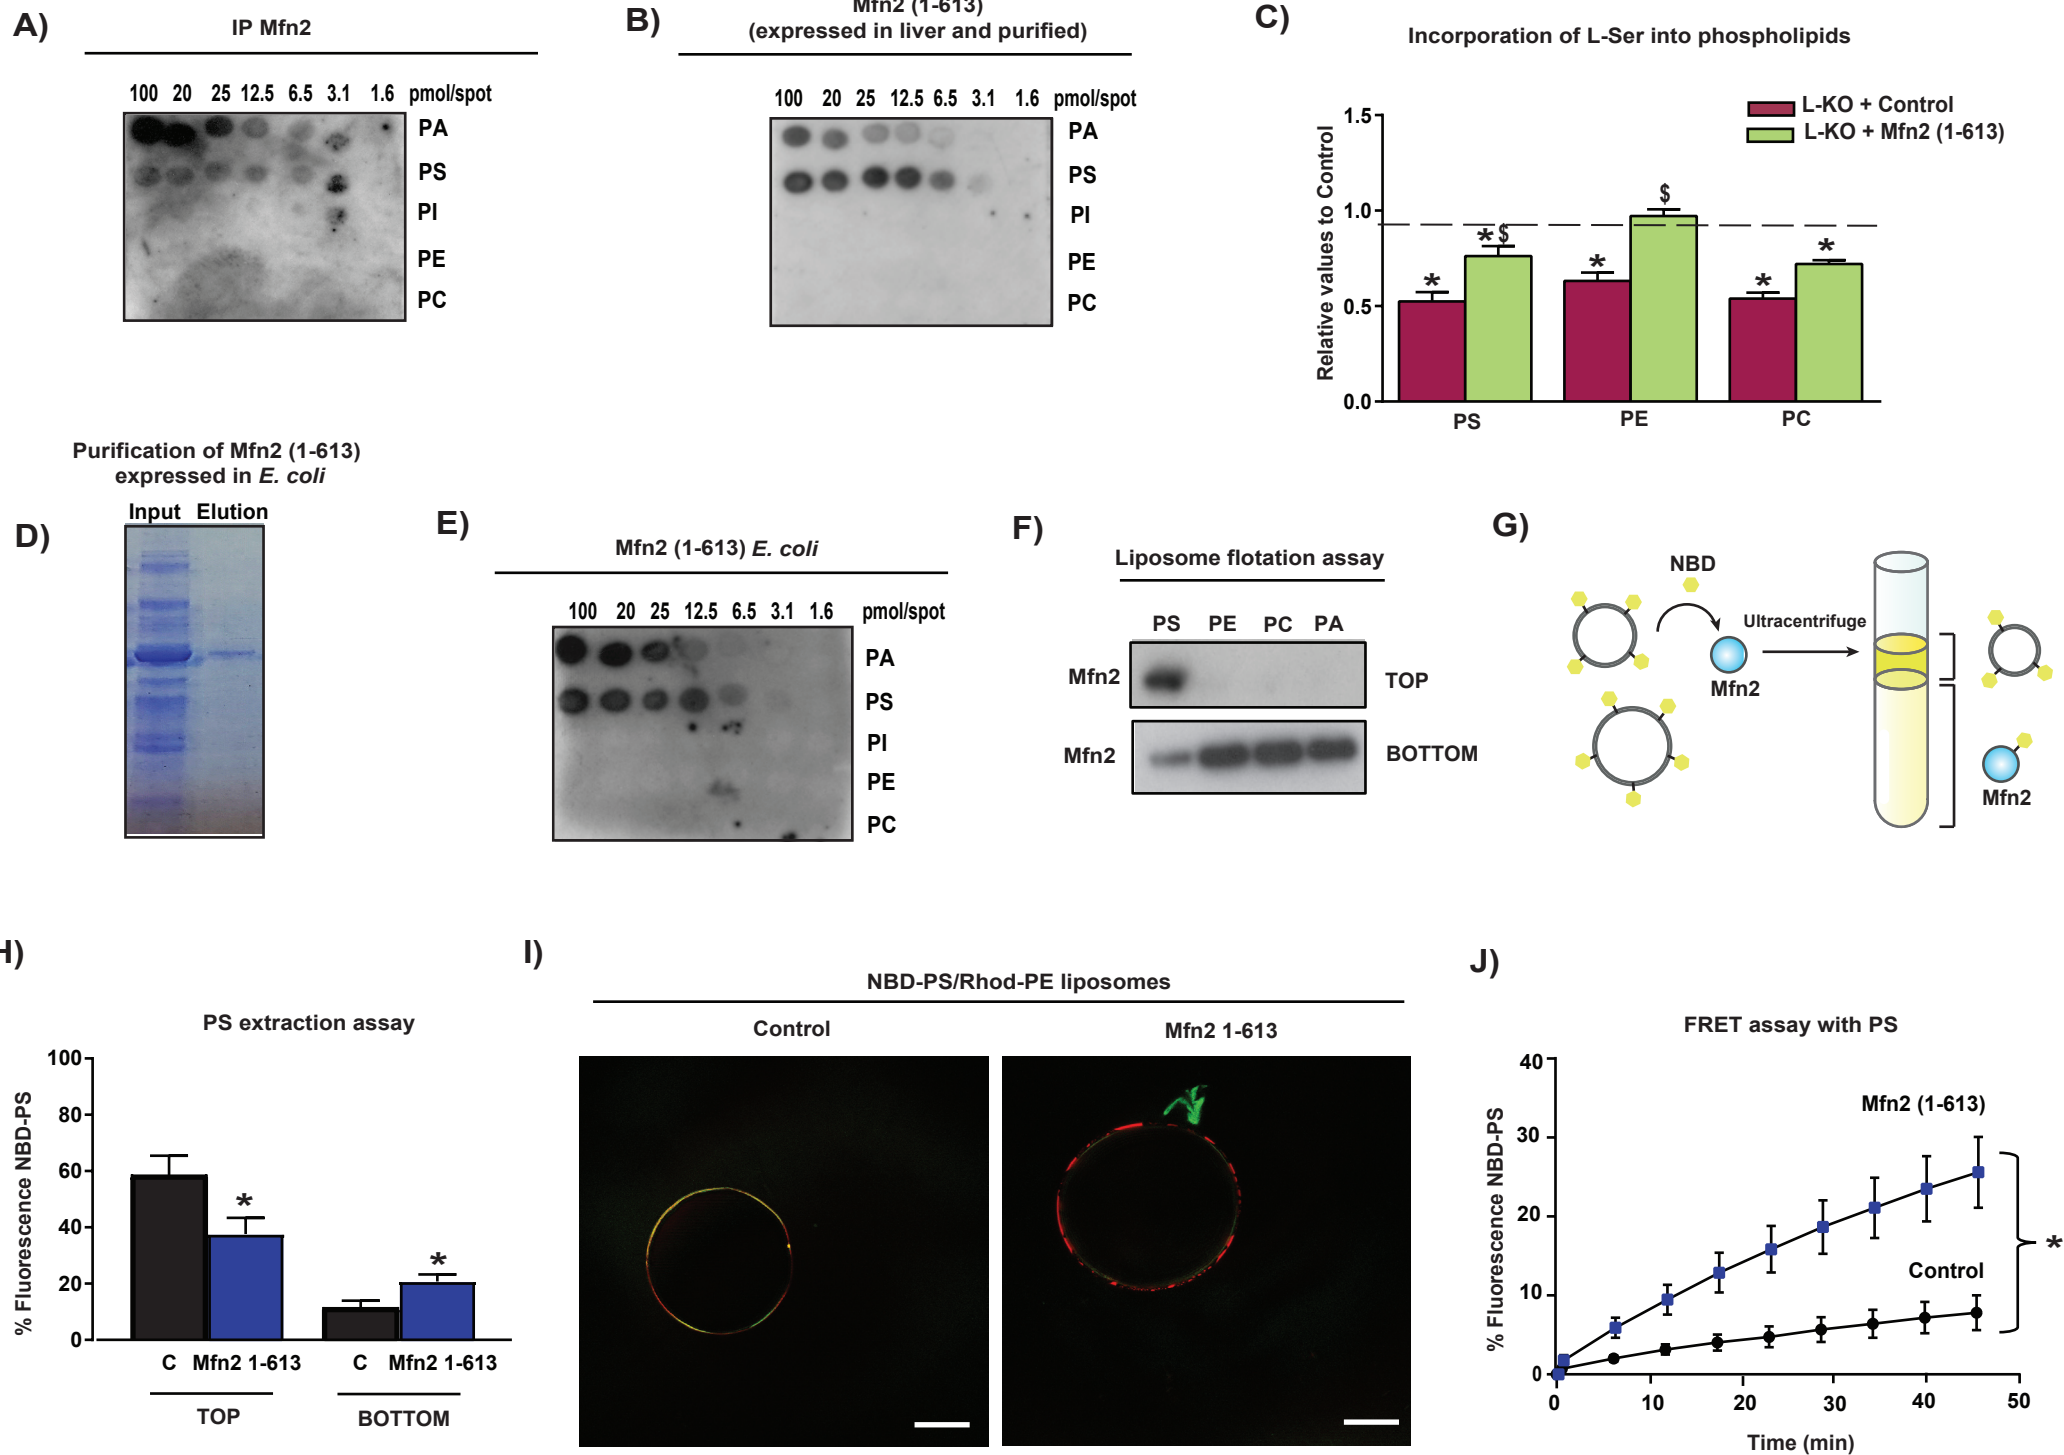 A)
IP Mfn2
100 20 25 12.5 6.5 3.1 1.6 pmol/spot
PA
PS
PI
PE
PC
B)
Mfn2 (1-613)
(expressed in liver and purified)
100 20 25 12.5 6.5 3.1 1.6 pmol/spot
PA
PS
PI
PE
PC
C)
Incorporation of L-Ser into phospholipids
L-KO + Control
L-KO + Mfn2 (1-613)
Relative values to Control
1.5
1.0
0.5
0.0
* * $ * $ * *
PS PE PC
D)
Purification of Mfn2 (1-613)
expressed in E. coli
Input Elution
E)
Mfn2 (1-613) E. coli
100 20 25 12.5 6.5 3.1 1.6 pmol/spot
PA
PS
PI
PE
PC
F)
Liposome flotation assay
PS PE PC PA
Mfn2 TOP
Mfn2 BOTTOM
G)
NBD
Ultracentrifuge
Mfn2
Mfn2
H)
PS extraction assay
% Fluorescence NBD-PS
100
80
60
40
20
0
* *
C Mfn2 1-613 C Mfn2 1-613
TOP BOTTOM
I)
NBD-PS/Rhod-PE liposomes
Control Mfn2 1-613
J)
FRET assay with PS
% Fluorescence NBD-PS
40
30
20
10
0
Mfn2 (1-613)
Control
*
0 10 20 30 40 50
Time (min)